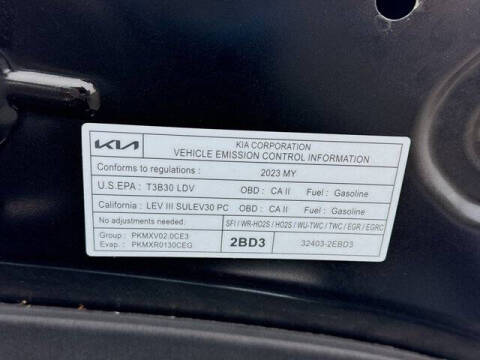 KIA
KIA CORPORATION
VEHICLE EMISSION CONTROL INFORMATION
Conforms to regulations : 2023 MY
U.S.EPA : T3B30 LDV OBD : CA II Fuel : Gasoline
California : LEV III SULEV30 PC OBD : CA II Fuel : Gasoline
No adjustments needed. SFI / WR-HO2S / HO2S / WU-TWC / TWC / EGR / EGRC
Group : PKMXV02.0CE3 2BD3 32403-2EBD3
Evap. : PKMXR0130CEG